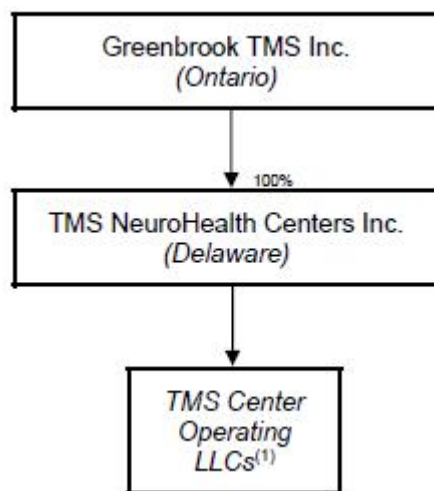 Greenbrook TMS Inc.
(Ontario)
100%
TMS NeuroHealth Centers Inc.
(Delaware)
TMS Center
Operating
LLCs(1)